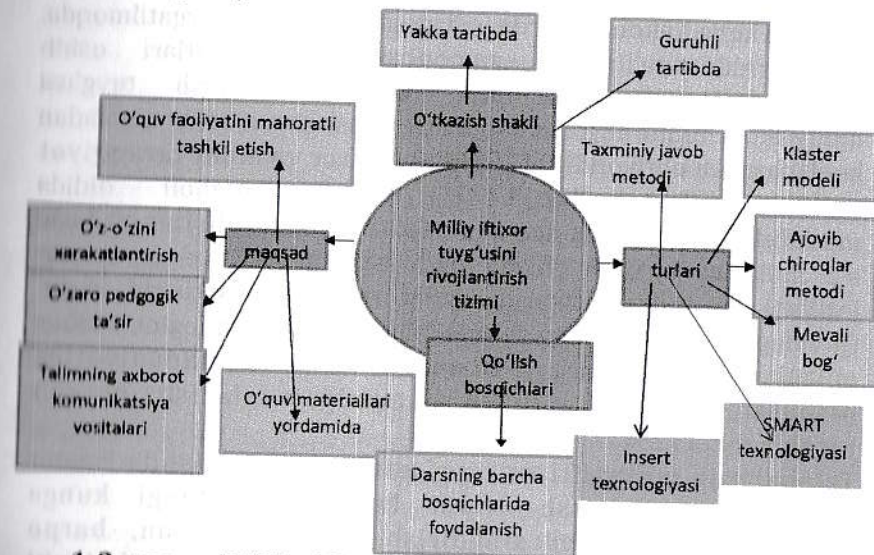 Yakka tartibda
Guruhli
tartibda
O'quv faoliyatini mahoratli
tashkil etish
O'tkazish shakli
Taxminiy javob
metodi
Klaster
modeli
O'z-o'zini
xarakatlantirish
maqsad
Milliy iftixor
tuyg'usini
rivojlantirish
tizimi
turlari
Ajoyib
chiroqlar
metodi
O'zaro pedgogik
ta'sir
Mevali
bog'
Talimning axborot
komunikatsiya
vositalari
O'quv materiallari
yordamida
Qo'llsh
bosqichlari
Darsning barcha
bosqichlarida
foydalanish
Insert
texnologiyasi
SMART
texnologiyasi